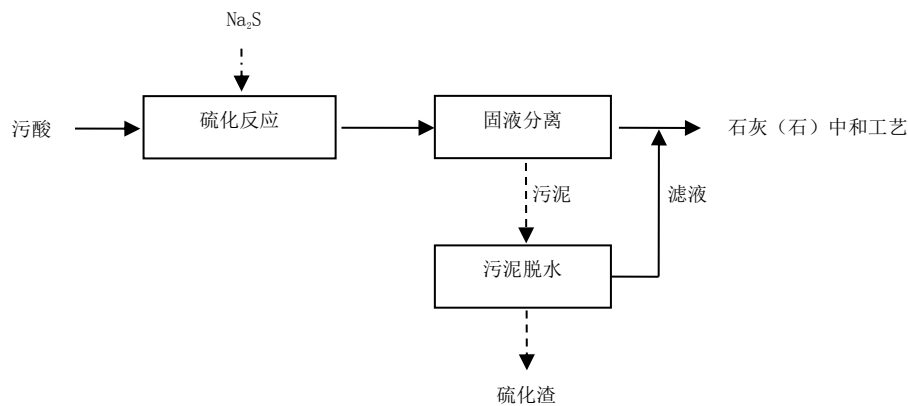 Na₂S
硫化反应
固液分离
污酸
石灰（石）中和工艺
污泥
滤液
污泥脱水
硫化渣